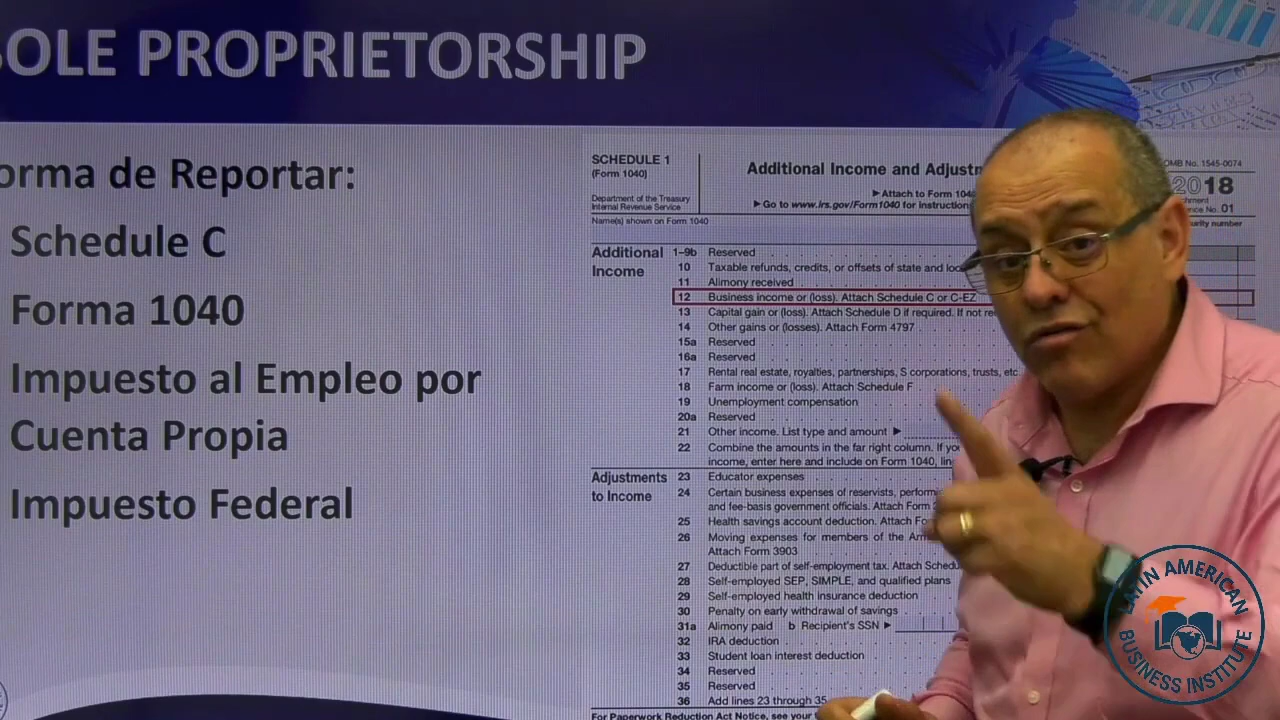 SOLE PROPRIETORSHIP
orma de Reportar:
Schedule C
Forma 1040
Impuesto al Empleo por
Cuenta Propia
Impuesto Federal
SCHEDULE 1
(Form 1040)
Department of the Treasury
Internal Revenue Service
Additional Income and Adjustm
▶ Attach to Form 104
▶ Go to www.irs.gov/Form1040 for instruction
OMB No. 1545-0074
2018
chment
ce No. 01
Name(s) shown on Form 1040
urity number
Additional
Income
1–9b Reserved
10 Taxable refunds, credits, or offsets of state and loc
11 Alimony received
12 Business income or (loss). Attach Schedule C or C-EZ
13 Capital gain or (loss). Attach Schedule D if required. If not re
14 Other gains or (losses). Attach Form 4797
15a Reserved
16a Reserved
17 Rental real estate, royalties, partnerships, S corporations, trusts, etc
18 Farm income or (loss). Attach Schedule F
19 Unemployment compensation
20a Reserved
21 Other income. List type and amount ▶
22 Combine the amounts in the far right column. If you
income, enter here and include on Form 1040, lin
Adjustments
to Income
23 Educator expenses
24 Certain business expenses of reservists, performi
and fee-basis government officials. Attach Form 2
25 Health savings account deduction. Attach Fo
26 Moving expenses for members of the Arm
Attach Form 3903
27 Deductible part of self-employment tax. Attach Schedu
28 Self-employed SEP, SIMPLE, and qualified plans
29 Self-employed health insurance deduction
30 Penalty on early withdrawal of savings
31a Alimony paid b Recipient's SSN ▶
32 IRA deduction
33 Student loan interest deduction
34 Reserved
35 Reserved
36 Add lines 23 through 35
For Paperwork Reduction Act Notice, see your
LATIN AMERICAN
BUSINESS INSTITUTE